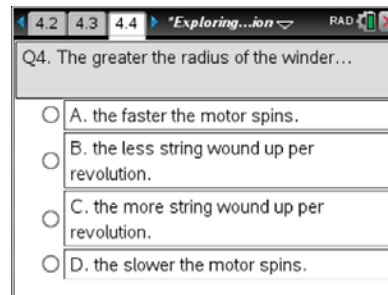 4.2 4.3 4.4 *Exploring...ion RAD
Q4. The greater the radius of the winder...
A. the faster the motor spins.
B. the less string wound up per
revolution.
C. the more string wound up per
revolution.
D. the slower the motor spins.